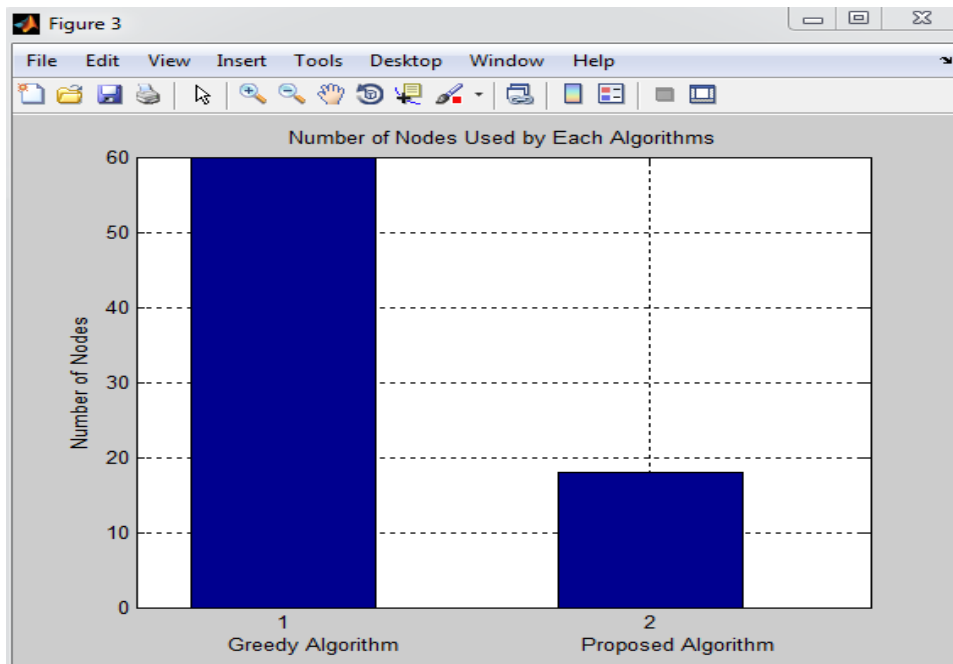 Figure 3
File Edit View Insert Tools Desktop Window Help
Number of Nodes Used by Each Algorithms
60
50
40
30
20
10
0
Number of Nodes
1 2
Greedy Algorithm Proposed Algorithm